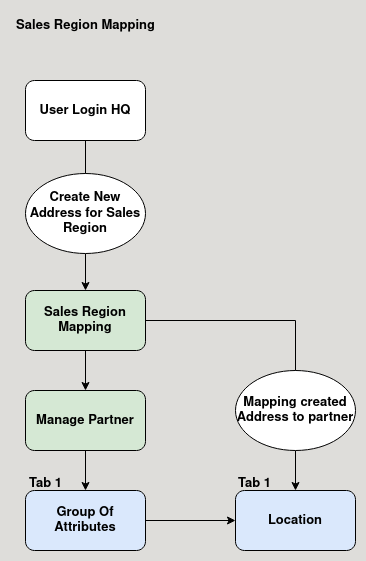 Sales Region Mapping
User Login HQ
Create New
Address for Sales
Region
Sales Region
Mapping
Mapping created
Address to partner
Manage Partner
Tab 1
Group Of
Attributes
Tab 1
Location